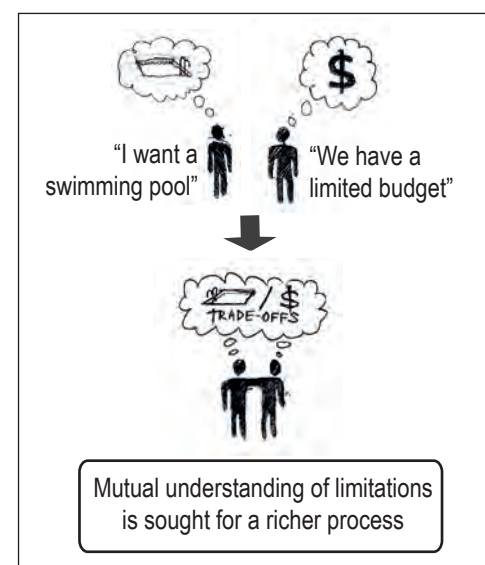 $
“I want a
swimming pool”
“We have a
limited budget”
/ $
TRADE-OFFS
Mutual understanding of limitations
is sought for a richer process